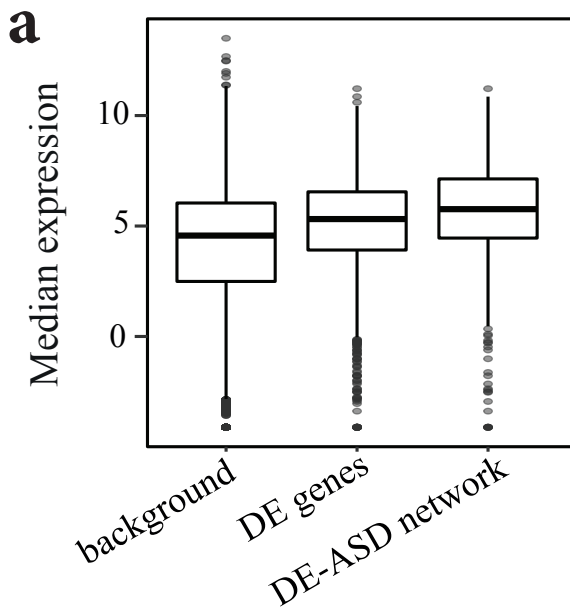 a
Median expression
10
5
0
background
DE genes
DE-ASD network